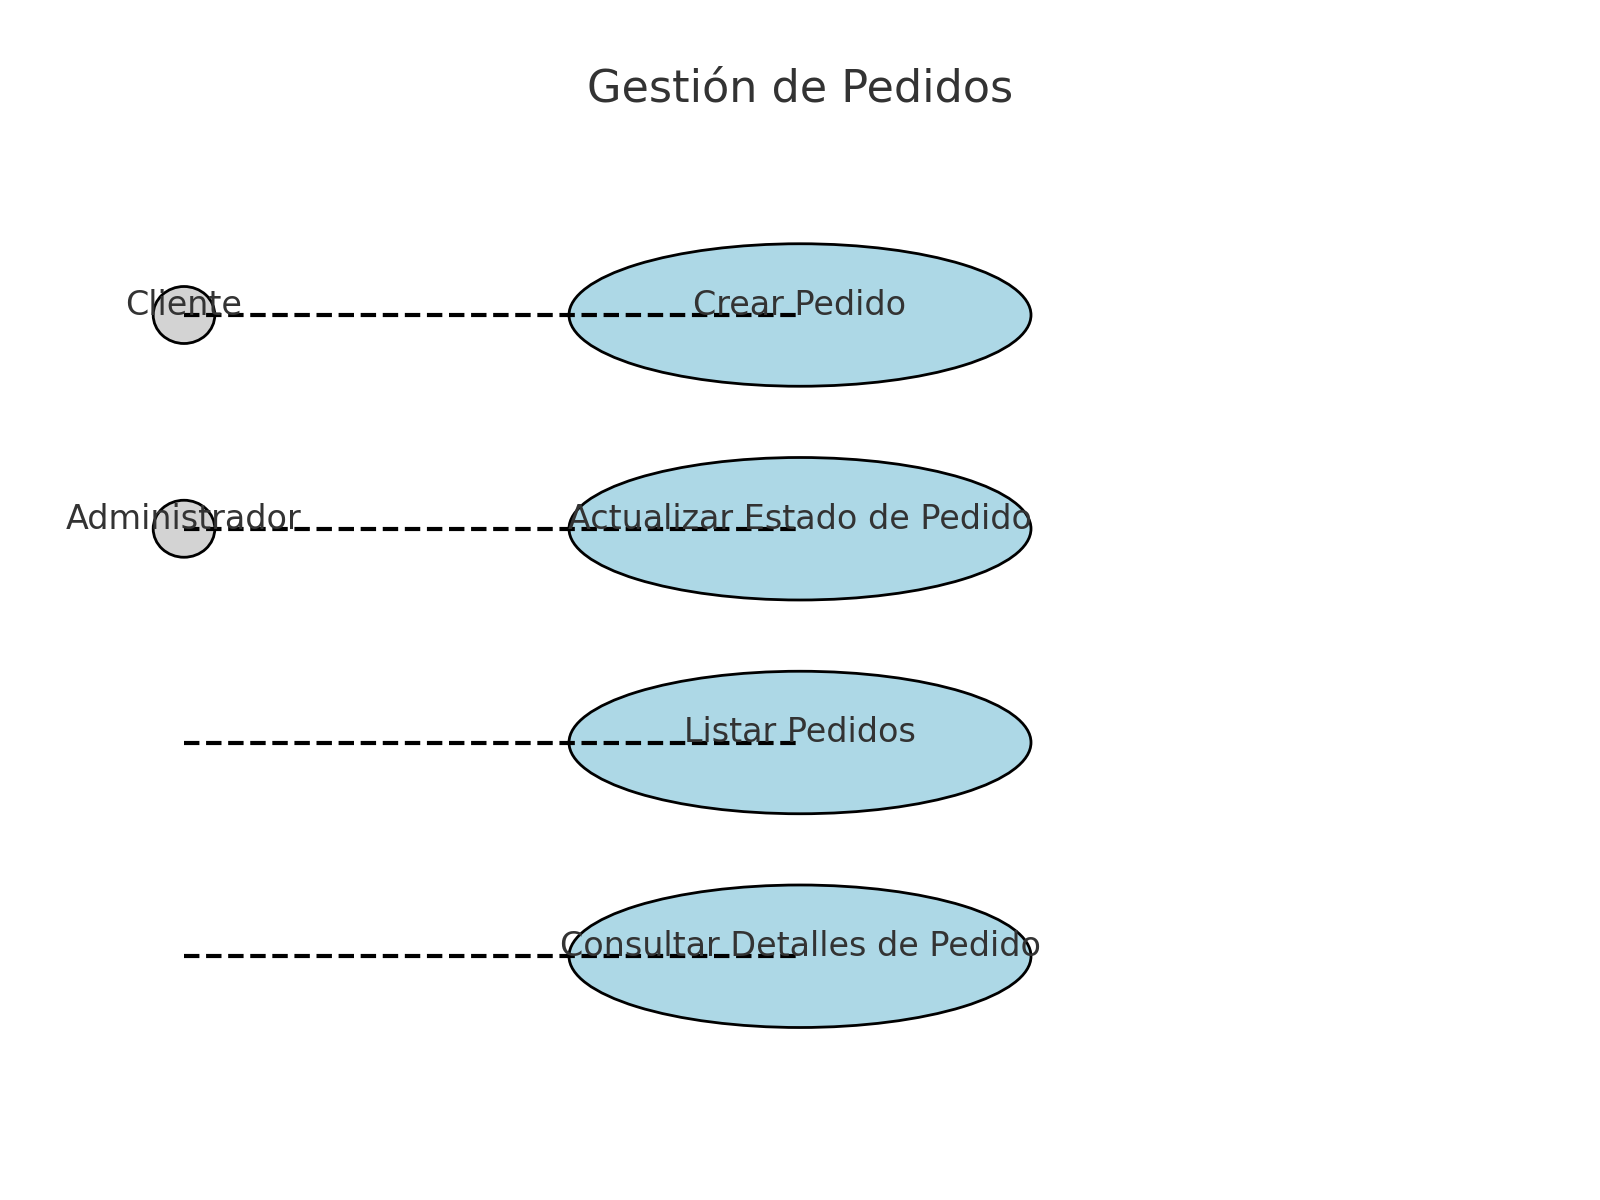 Gestión de Pedidos
Cliente
Crear Pedido
Administrador
Actualizar Estado de Pedido
Listar Pedidos
Consultar Detalles de Pedido